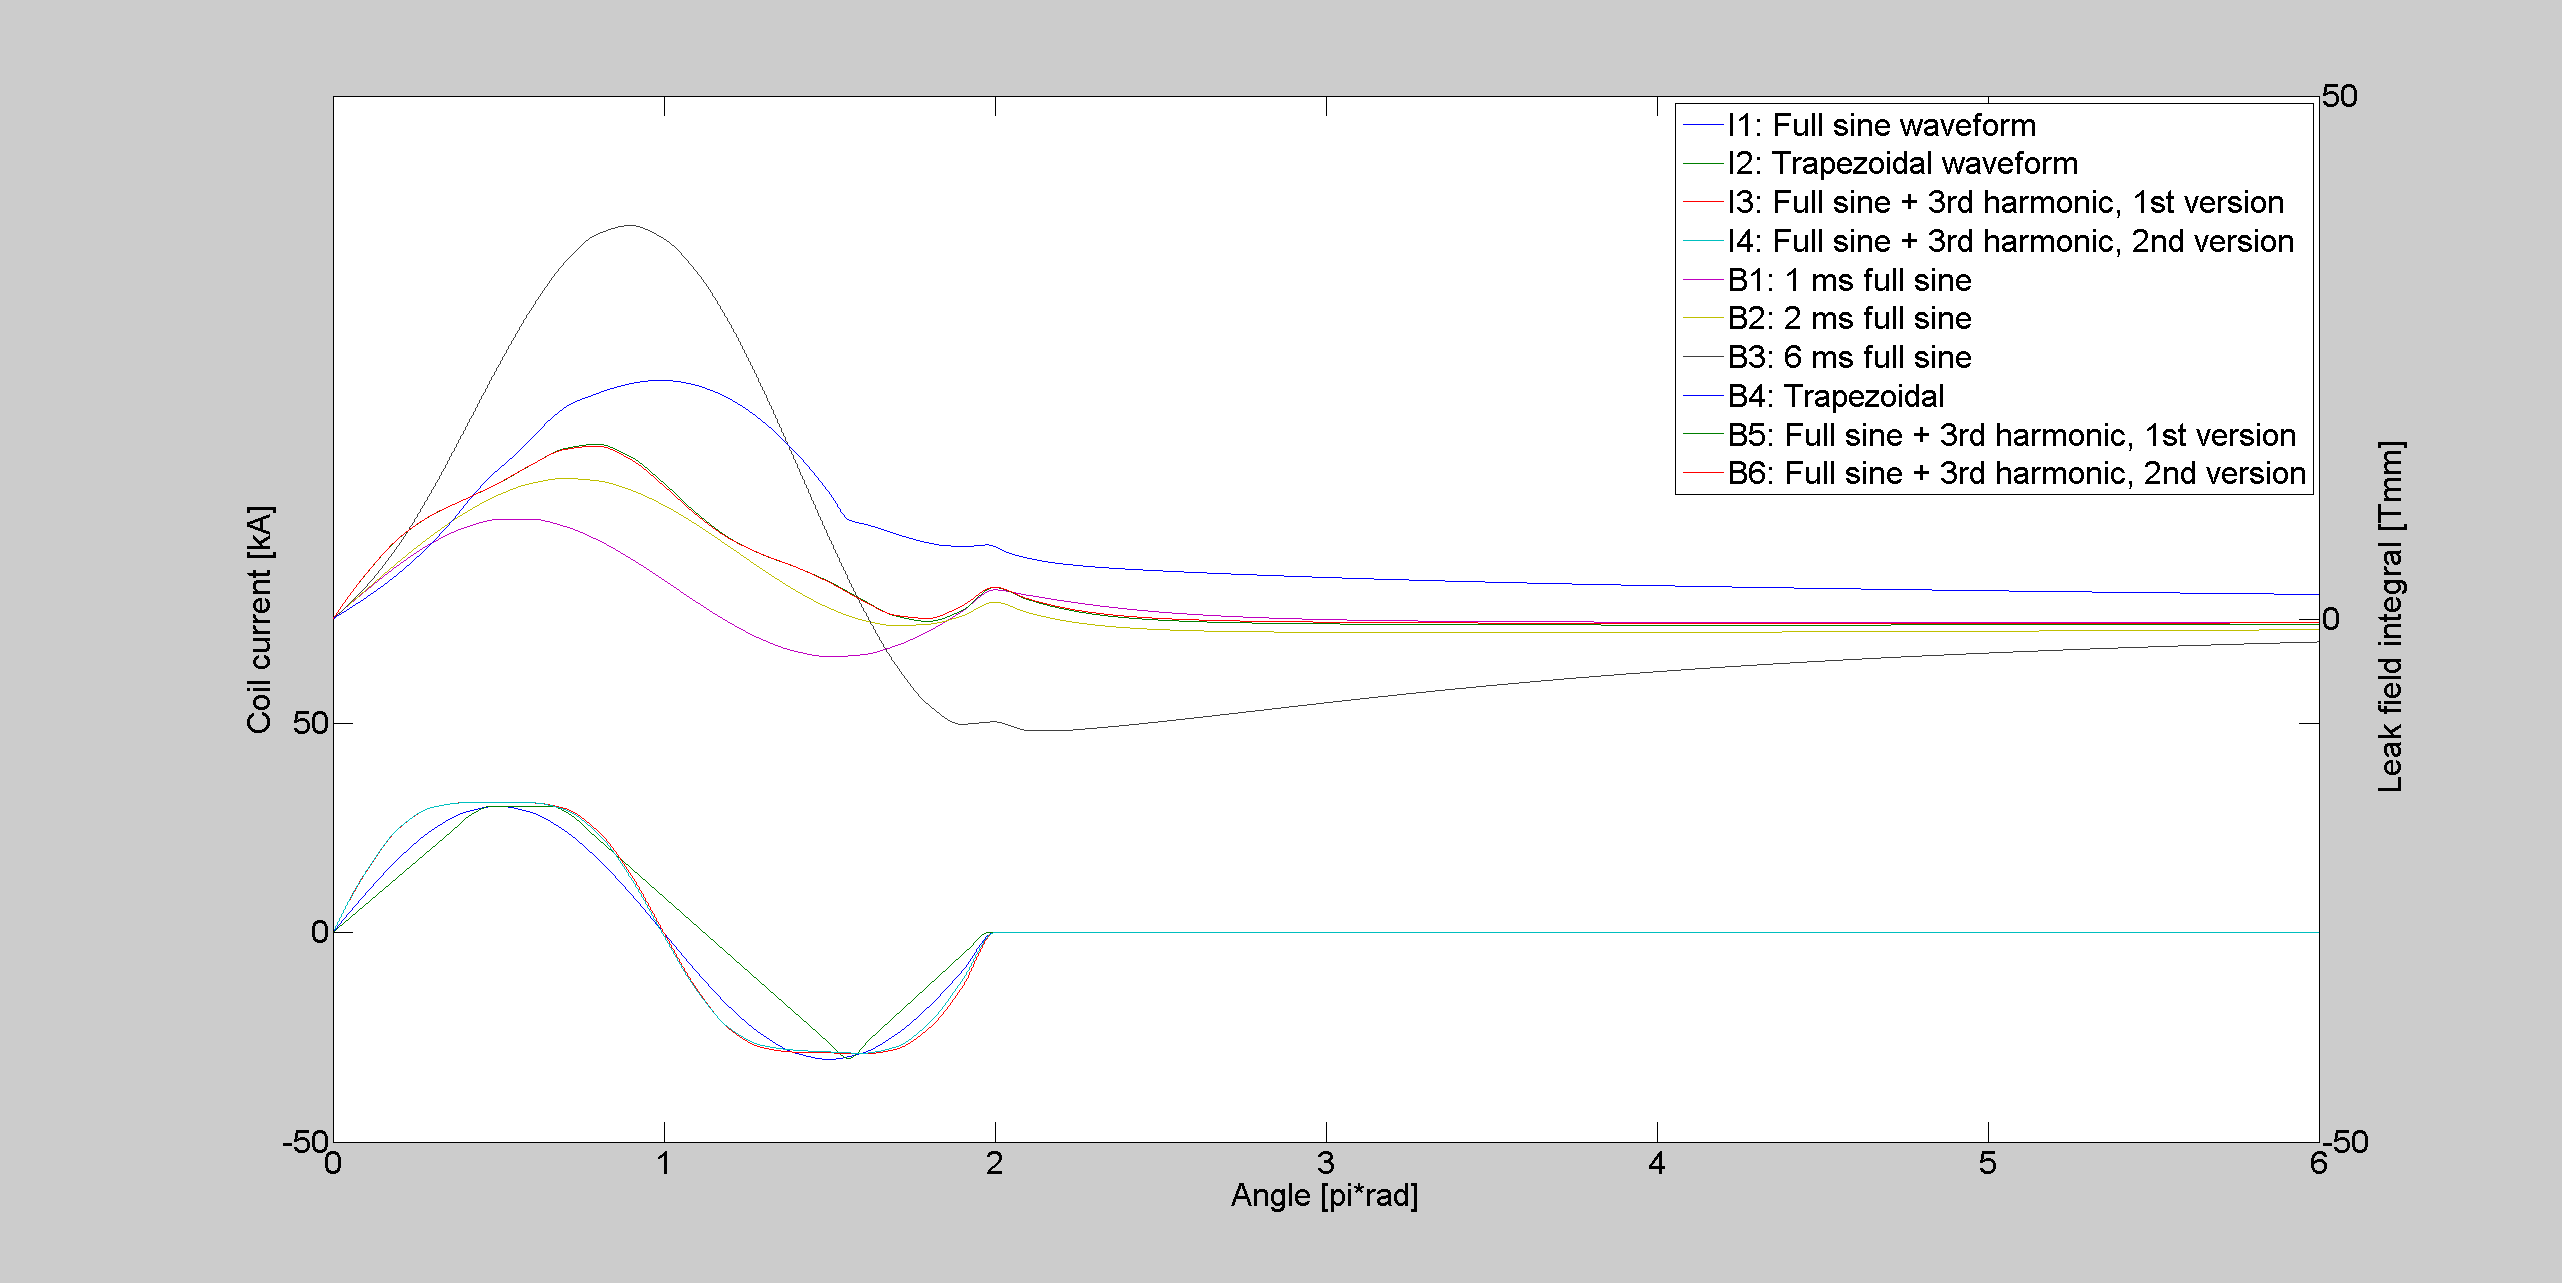 50
I1: Full sine waveform
I2: Trapezoidal waveform
I3: Full sine + 3rd harmonic, 1st version
I4: Full sine + 3rd harmonic, 2nd version
B1: 1 ms full sine
B2: 2 ms full sine
B3: 6 ms full sine
B4: Trapezoidal
B5: Full sine + 3rd harmonic, 1st version
B6: Full sine + 3rd harmonic, 2nd version
Coil current [kA]
Leak field integral [Tmm]
0
50
0
-50
-50
0 1 2 3 4 5 6
Angle [pi*rad]